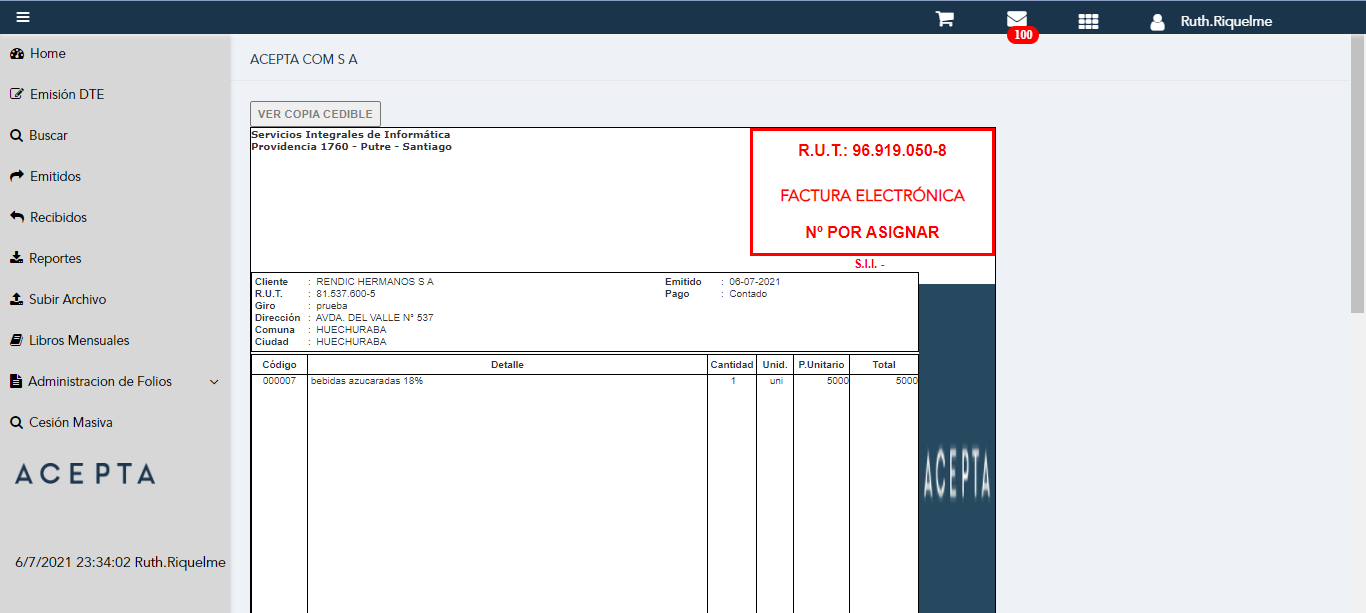 100
Ruth.Riquelme
Home
Emisión DTE
Buscar
Emitidos
Recibidos
Reportes
Subir Archivo
Libros Mensuales
Administracion de Folios
Cesión Masiva
ACEPTA
6/7/2021 23:34:02 Ruth.Riquelme
ACEPTA COM S A
VER COPIA CEDIBLE
Servicios Integrales de Informática
Providencia 1760 - Putre - Santiago
R.U.T.: 96.919.050-8
FACTURA ELECTRÓNICA
Nº POR ASIGNAR
S.I.I. -
Cliente : RENDIC HERMANOS S A Emitido : 06-07-2021
R.U.T. : 81.537.600-5 Pago : Contado
Giro : prueba
Dirección : AVDA. DEL VALLE N° 537
Comuna : HUECHURABA
Ciudad : HUECHURABA
Código Detalle Cantidad Unid. P.Unitario Total
000007 bebidas azucaradas 18% 1 uni 5000 5000
ACEPTA